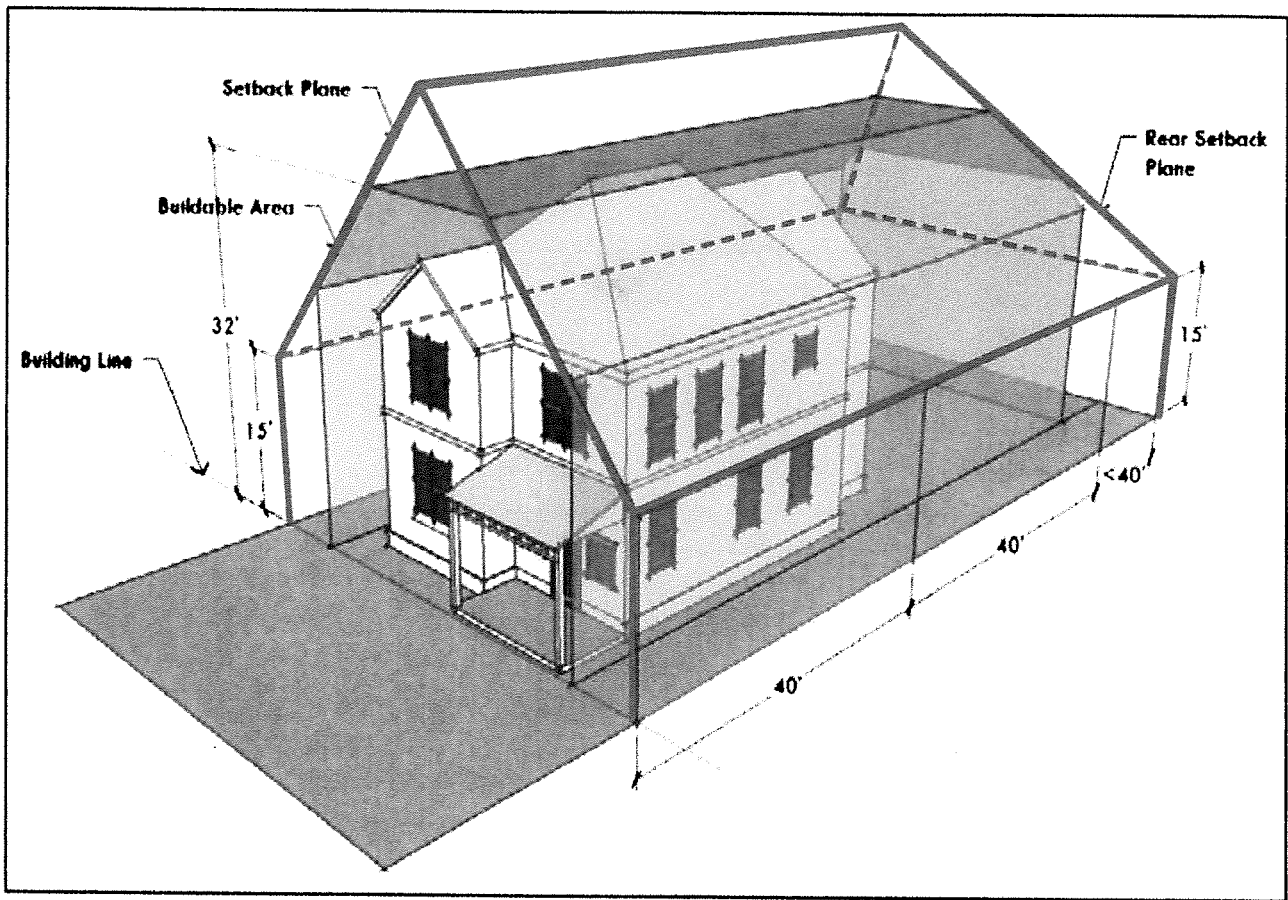 Setback Plane
Rear Setback
Plane
Buildable Area
32'
15'
Building Line
15'
<40'
40'
40'